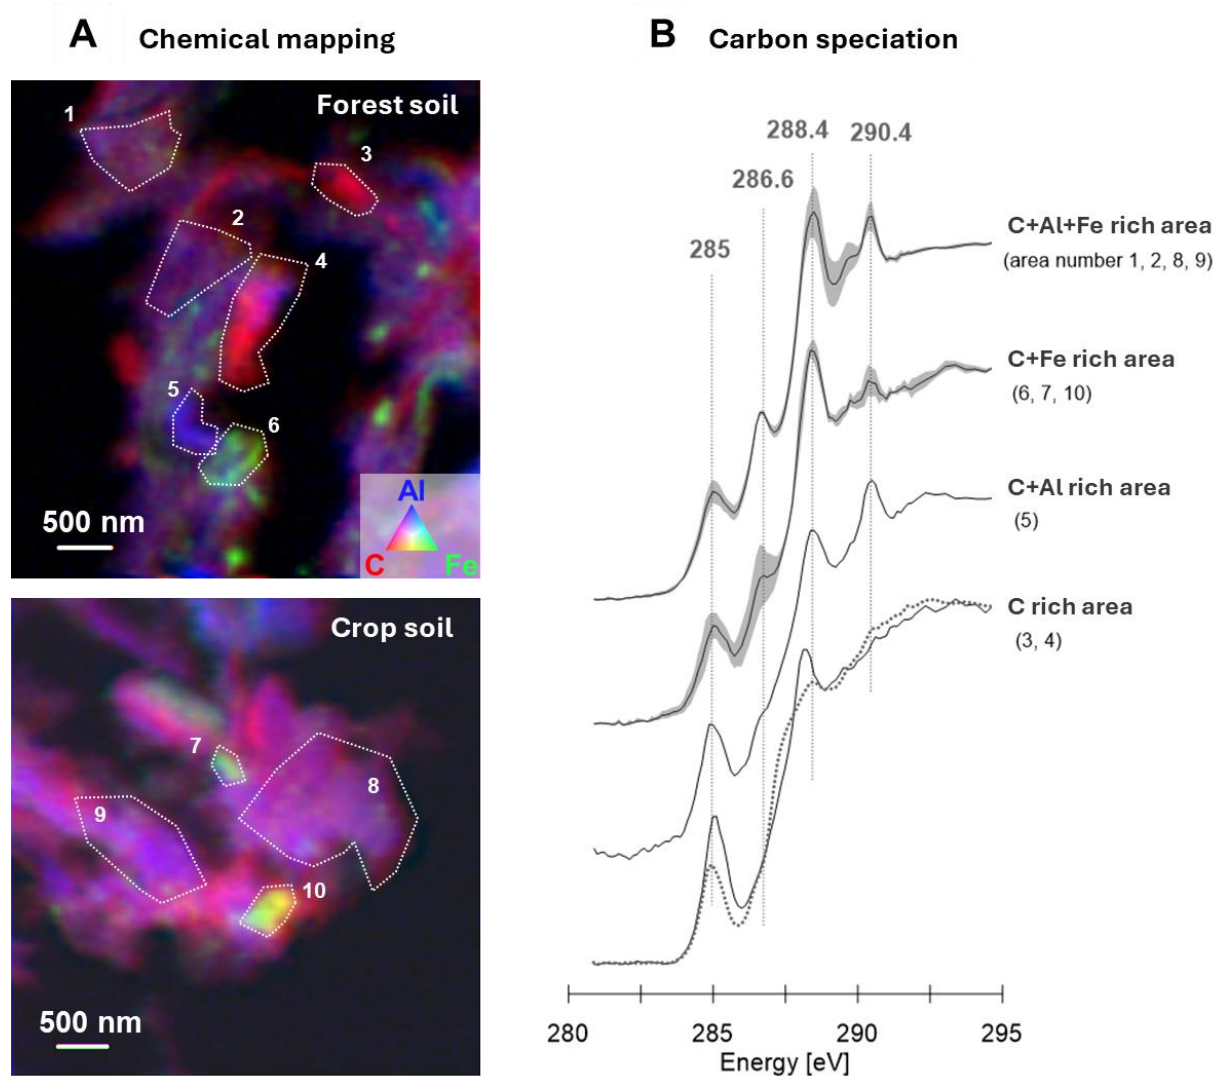 A Chemical mapping
Forest soil
1
3
2
4
5
6
500 nm
Al
C Fe
Crop soil
7
8
9
10
500 nm
B Carbon speciation
288.4 290.4
286.6
285
C+Al+Fe rich area
(area number 1, 2, 8, 9)
C+Fe rich area
(6, 7, 10)
C+Al rich area
(5)
C rich area
(3, 4)
280 285 290 295
Energy [eV]